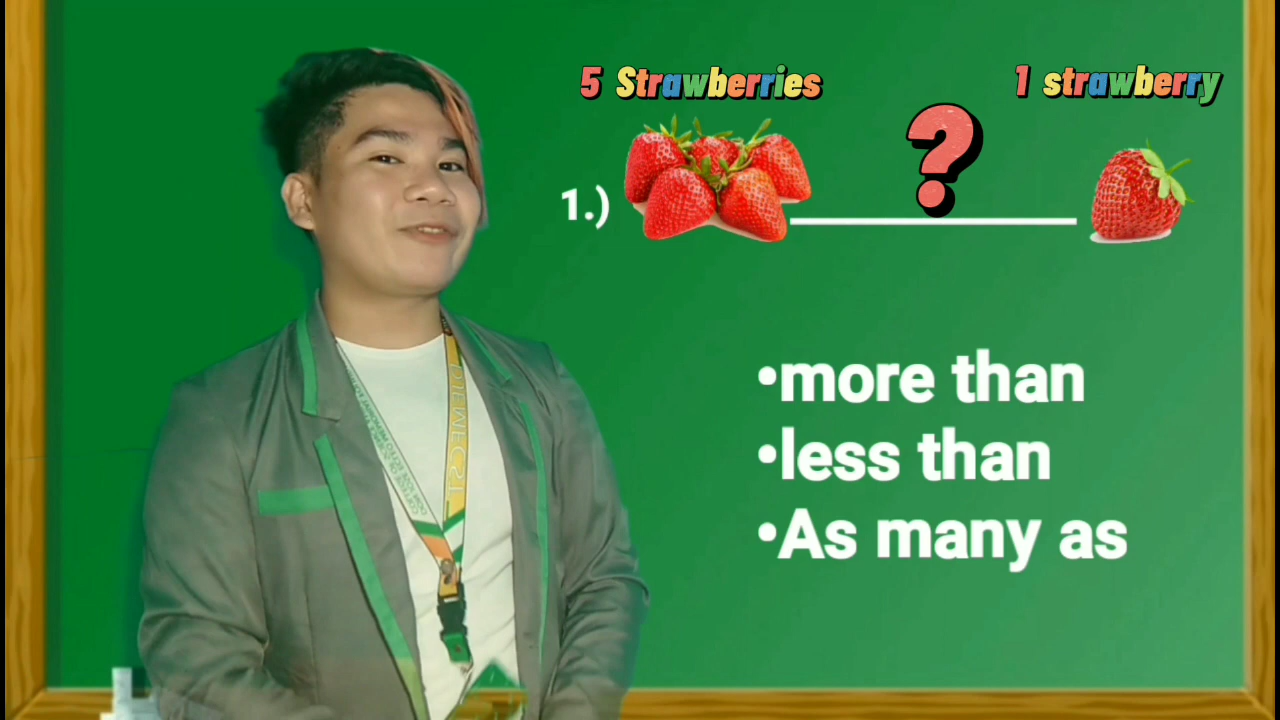 5 Strawberries
1 strawberry
?
1.)
•more than
•less than
•As many as